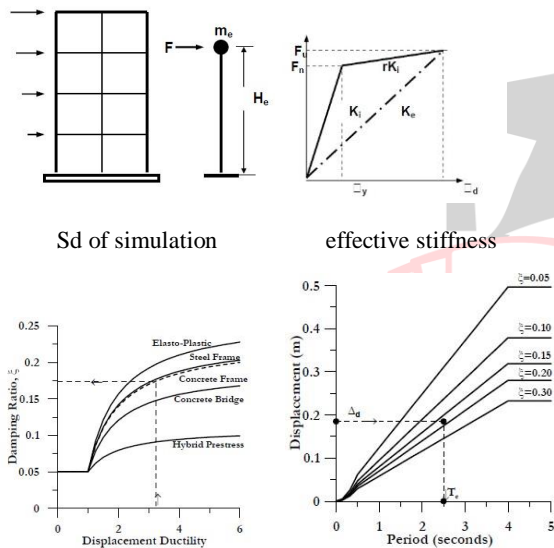 F
mₑ
Hₑ
Fᵤ
Fₙ
rKᵢ
Kᵢ
Kₑ
y
d
Sd of simulation
effective stiffness
0.25
0.2
0.15
0.1
0.05
0
Damping Ratio, ξ
Elasto-Plastic
Steel Frame
Concrete Frame
Concrete Bridge
Hybrid Prestress
0 2 4 6
Displacement Ductility
0.5
0.4
0.3
0.2
0.1
0
Displacement (m)
ξ=0.05
ξ=0.10
ξ=0.15
ξ=0.20
ξ=0.30
Δd
Tₑ
0 1 2 3 4 5
Period (seconds)